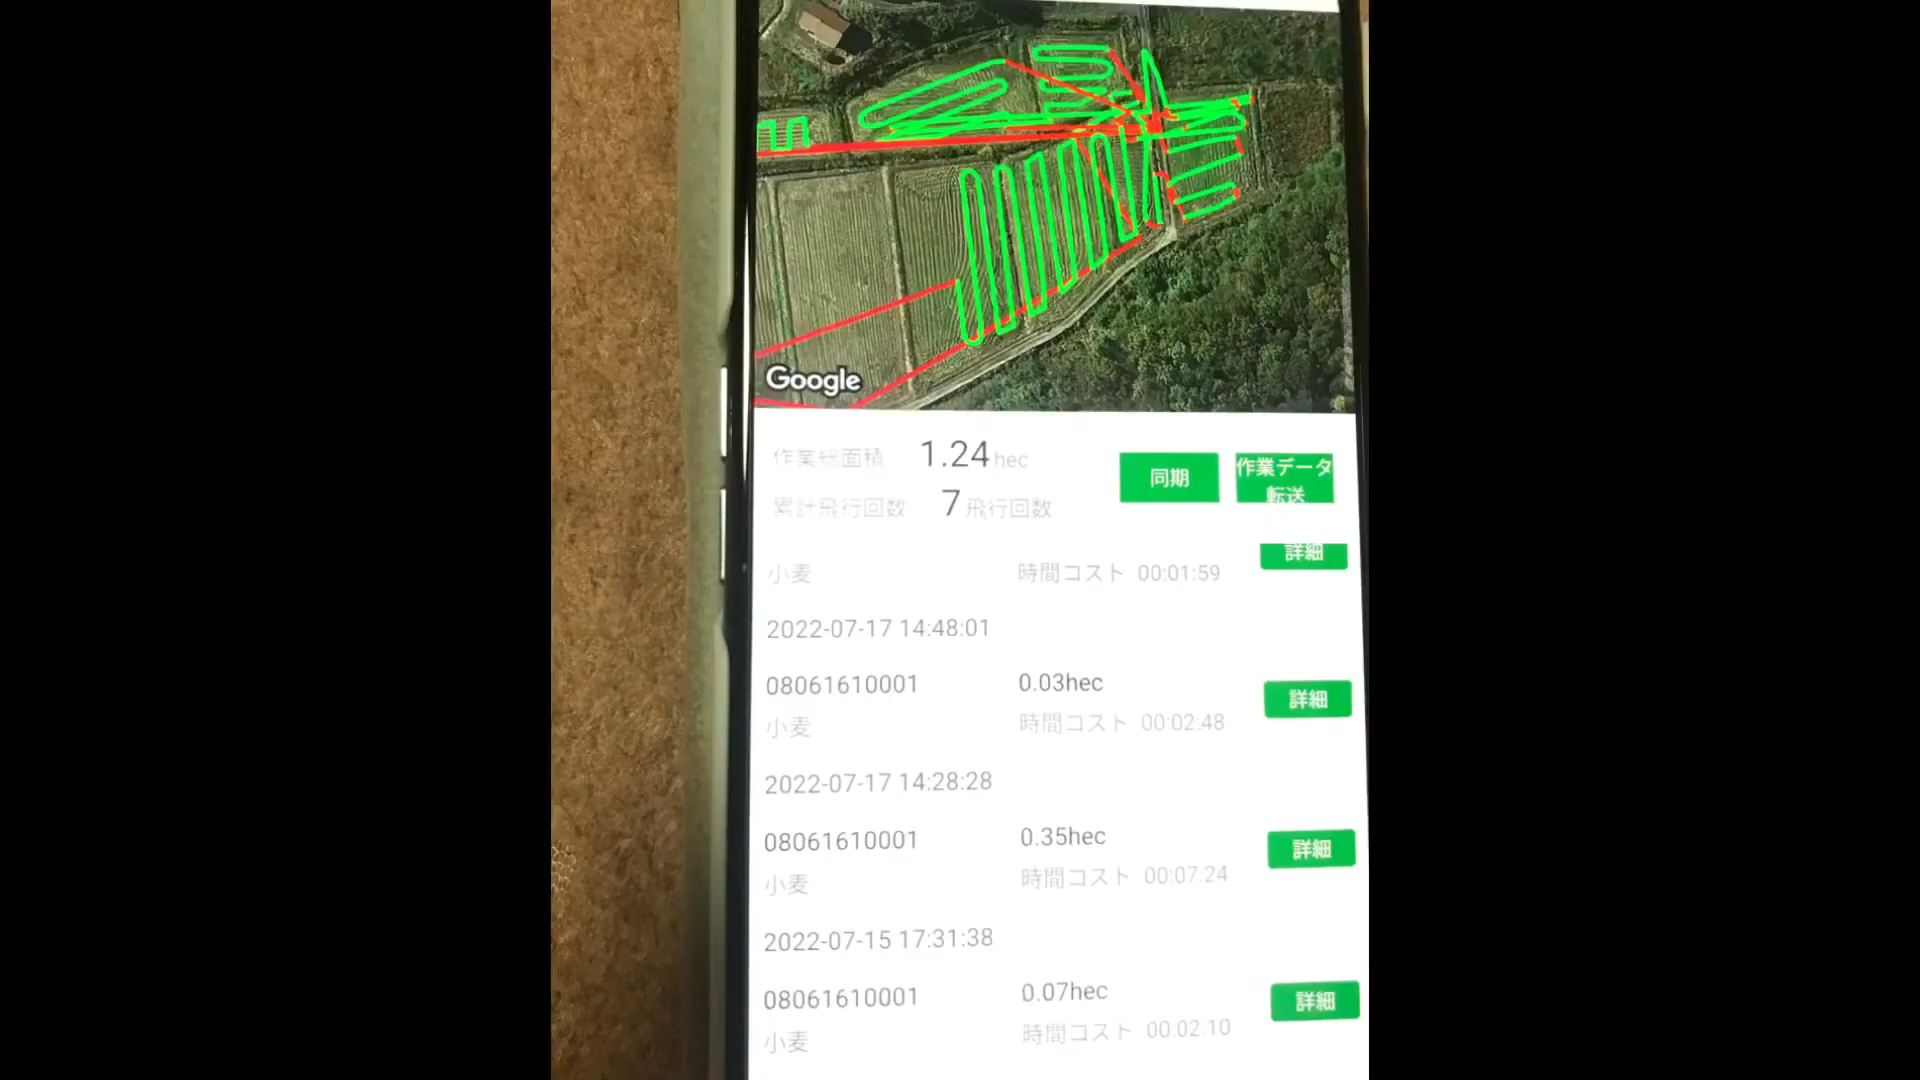 Google
作業総面積 1.24 hec
同期
作業データ
転送
累計飛行回数 7 飛行回数
詳細
小麦 時間コスト 00:01:59
2022-07-17 14:48:01
08061610001 0.03hec
詳細
小麦 時間コスト 00:02:48
2022-07-17 14:28:28
08061610001 0.35hec
詳細
小麦 時間コスト 00:07:24
2022-07-15 17:31:38
08061610001 0.07hec
詳細
小麦 時間コスト 00:02:10